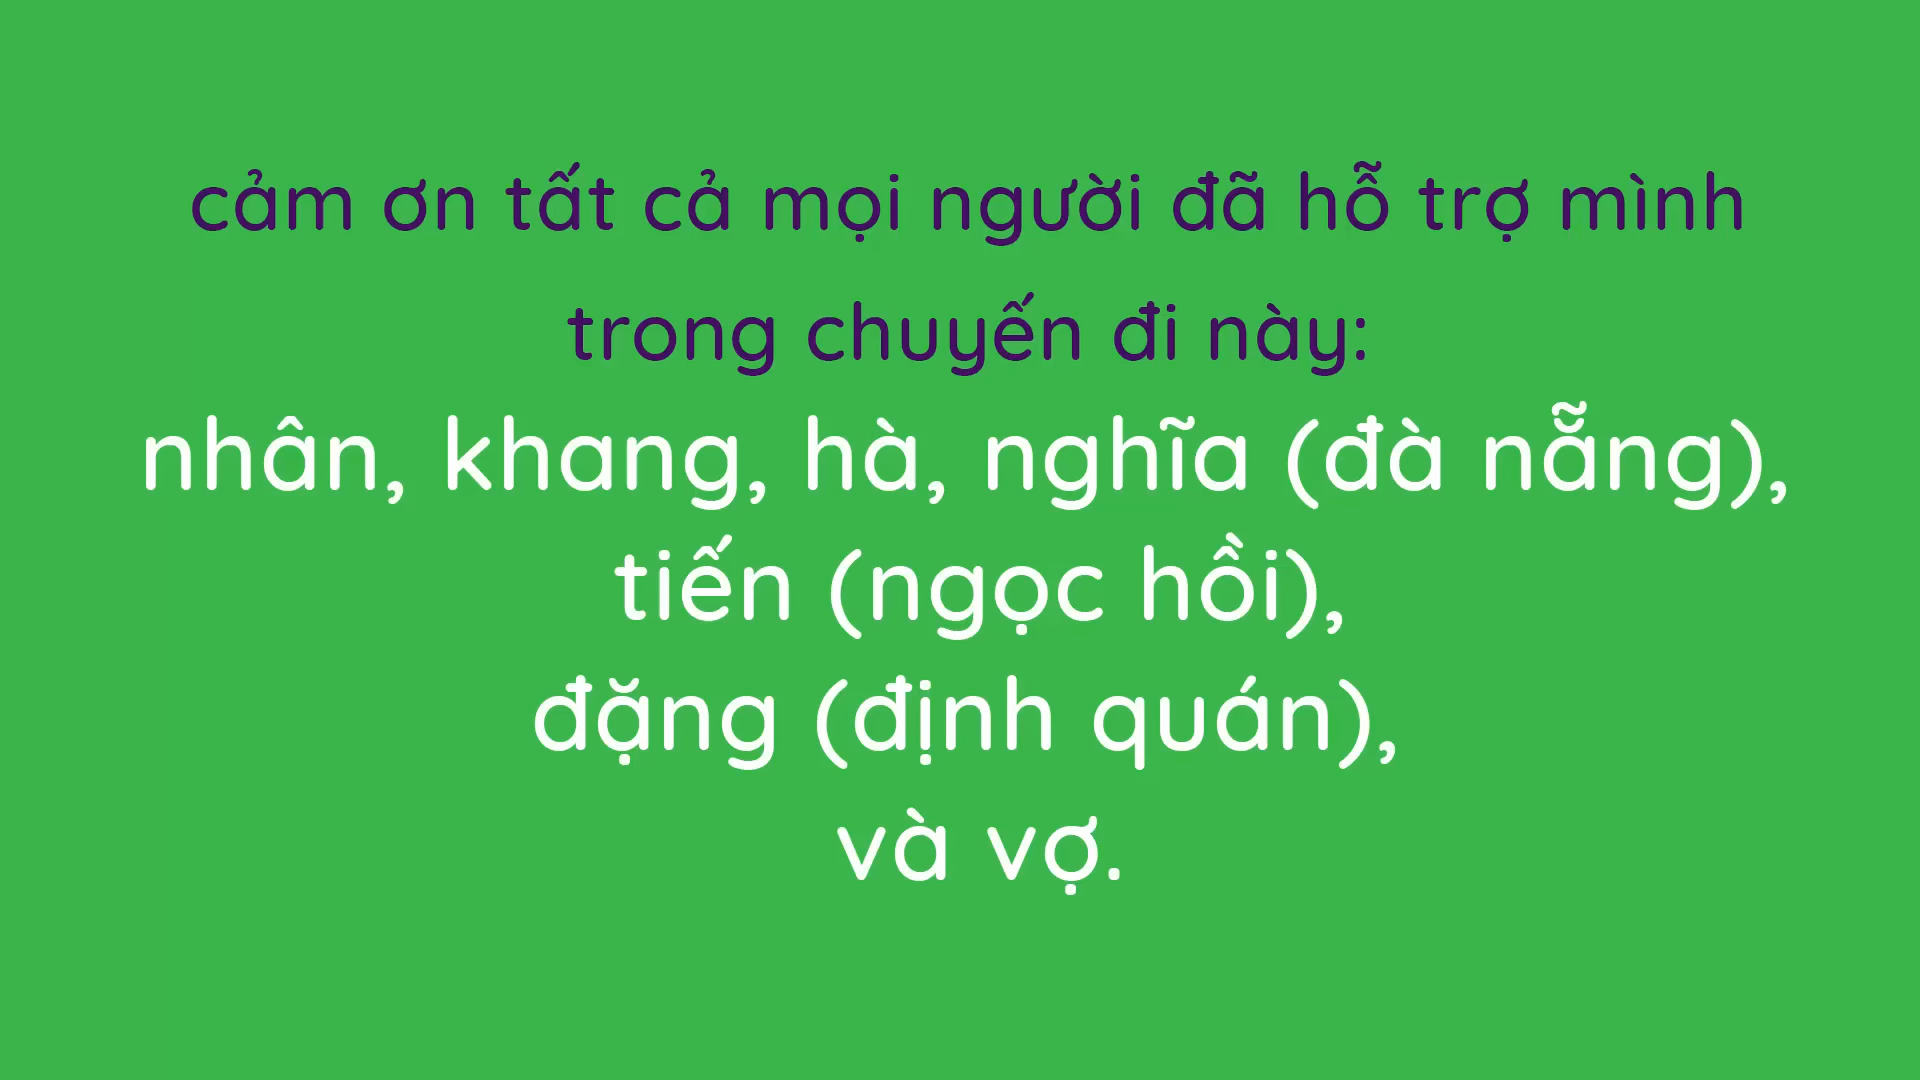 cảm ơn tất cả mọi người đã hỗ trợ mình
trong chuyến đi này:
nhân, khang, hà, nghĩa (đà nẵng),
tiến (ngọc hồi),
đặng (định quán),
và vợ.